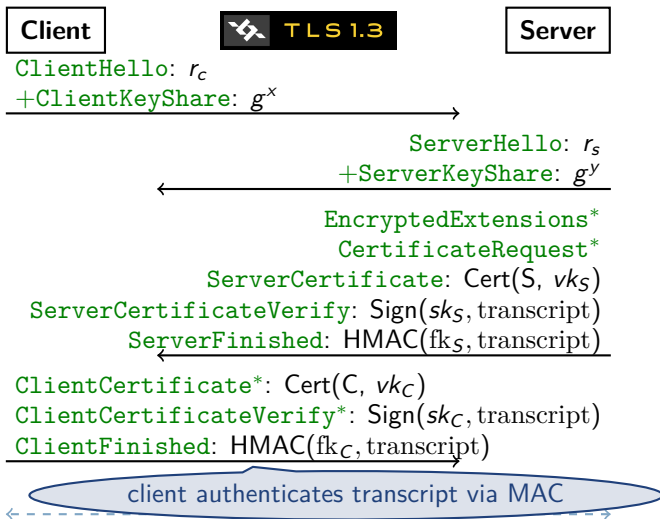 Client TLS 1.3 Server
ClientHello: r_c
+ClientKeyShare: g^x
ServerHello: r_s
+ServerKeyShare: g^y
EncryptedExtensions*
CertificateRequest*
ServerCertificate: Cert(S, vk_S)
ServerCertificateVerify: Sign(sk_S, transcript)
ServerFinished: HMAC(fk_S, transcript)
ClientCertificate*: Cert(C, vk_C)
ClientCertificateVerify*: Sign(sk_C, transcript)
ClientFinished: HMAC(fk_C, transcript)
client authenticates transcript via MAC